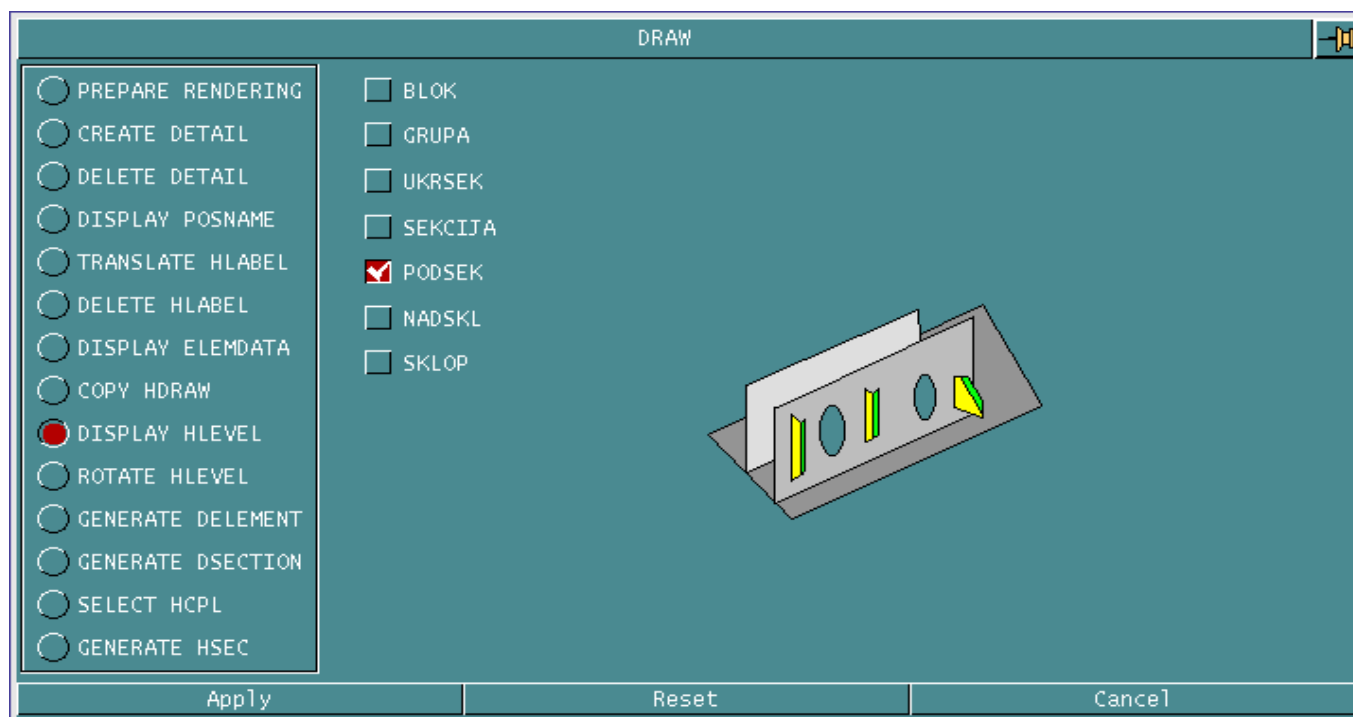 DRAW
PREPARE RENDERING
CREATE DETAIL
DELETE DETAIL
DISPLAY POSNAME
TRANSLATE HLABEL
DELETE HLABEL
DISPLAY ELEMDATA
COPY HDRAW
DISPLAY HLEVEL
ROTATE HLEVEL
GENERATE DELEMENT
GENERATE DSECTION
SELECT HCPL
GENERATE HSEC
BLOK
GRUPA
UKRSEK
SEKCIJA
PODSEK
NADSKL
SKLOP
Apply
Reset
Cancel